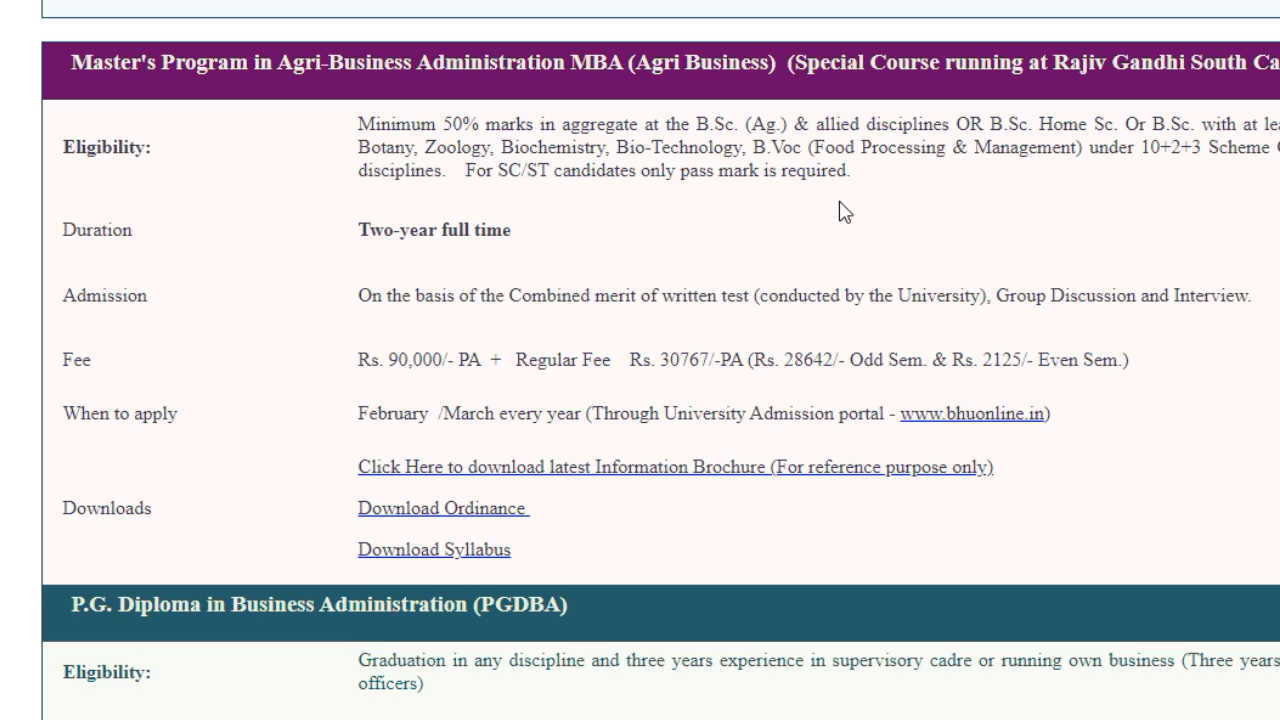 Master's Program in Agri-Business Administration MBA (Agri Business)  (Special Course running at Rajiv Gandhi South
Minimum 50% marks in aggregate at the B.Sc. (Ag.) & allied disciplines OR B.Sc. Home Sc. Or B.Sc. with at
Eligibility: Botany, Zoology, Biochemistry, Bio-Technology, B.Voc (Food Processing & Management) under 10+2+3 Scheme
disciplines.    For SC/ST candidates only pass mark is required.
Duration Two-year full time
Admission On the basis of the Combined merit of written test (conducted by the University), Group Discussion and Interview.
Fee Rs. 90,000/- PA  +   Regular Fee    Rs. 30767/-PA (Rs. 28642/- Odd Sem. & Rs. 2125/- Even Sem.)
When to apply February  /March every year (Through University Admission portal - www.bhuonline.in)
Click Here to download latest Information Brochure (For reference purpose only)
Downloads Download Ordinance
Download Syllabus
P.G. Diploma in Business Administration (PGDBA)
Eligibility: Graduation in any discipline and three years experience in supervisory cadre or running own business (Three years
officers)